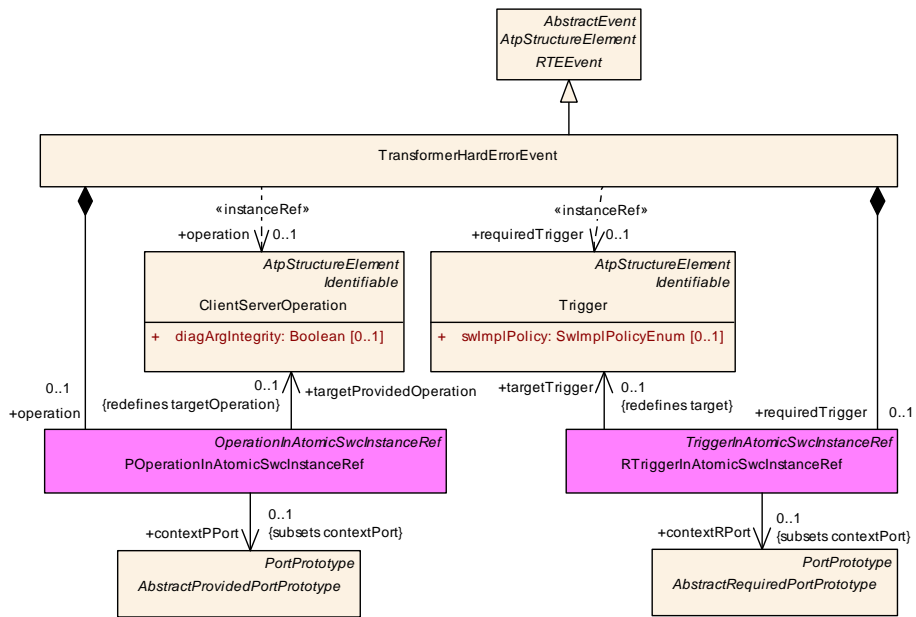 AbstractEvent
AtpStructureElement
RTEEvent
TransformerHardErrorEvent
«instanceRef»
«instanceRef»
+operation
0..1
+requiredTrigger
0..1
AtpStructureElement
Identifiable
ClientServerOperation
+ diagArgIntegrity: Boolean [0..1]
AtpStructureElement
Identifiable
Trigger
+ swImplPolicy: SwImplPolicyEnum [0..1]
0..1
+operation
0..1
{redefines targetOperation}
+targetProvidedOperation
+targetTrigger
0..1
{redefines target}
+requiredTrigger
0..1
OperationInAtomicSwcInstanceRef
POperationInAtomicSwcInstanceRef
TriggerInAtomicSwcInstanceRef
RTriggerInAtomicSwcInstanceRef
+contextPPort
0..1
{subsets contextPort}
+contextRPort
0..1
{subsets contextPort}
PortPrototype
AbstractProvidedPortPrototype
PortPrototype
AbstractRequiredPortPrototype